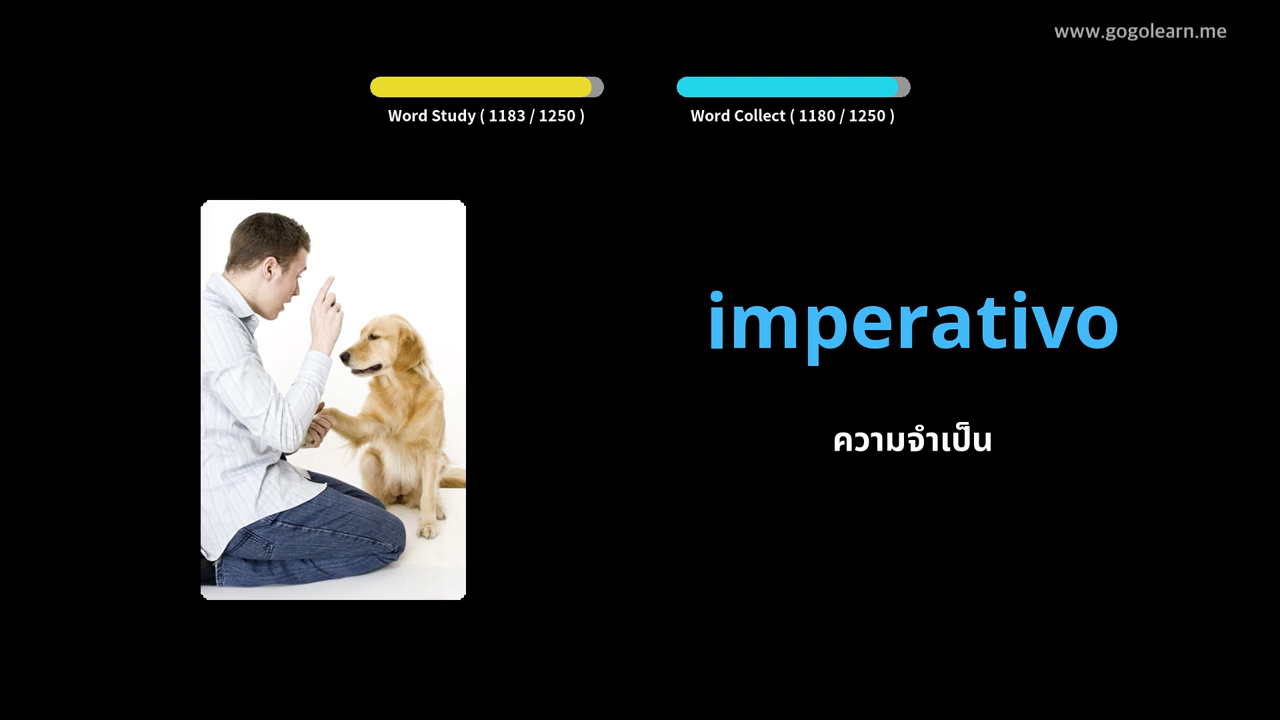 www.gogolearn.me
Word Study ( 1183 / 1250 )
Word Collect ( 1180 / 1250 )
imperativo
ความจำเป็น